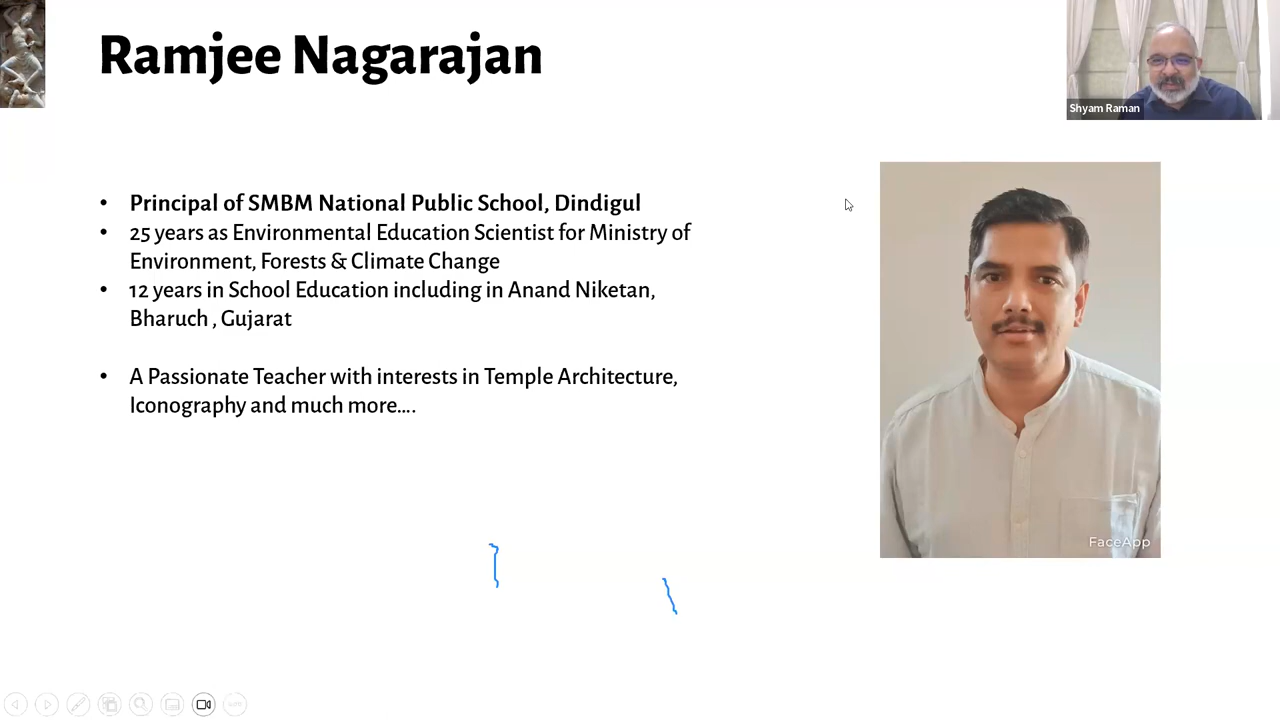 Ramjee Nagarajan
Shyam Raman
• Principal of SMBM National Public School, Dindigul
• 25 years as Environmental Education Scientist for Ministry of
Environment, Forests & Climate Change
• 12 years in School Education including in Anand Niketan,
Bharuch , Gujarat
• A Passionate Teacher with interests in Temple Architecture,
Iconography and much more....
FaceApp